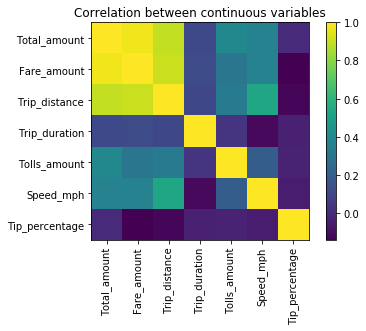 Correlation between continuous variables
Total_amount
Fare_amount
Trip_distance
Trip_duration
Tolls_amount
Speed_mph
Tip_percentage
1.0
0.8
0.6
0.4
0.2
0.0
Total_amount
Fare_amount
Trip_distance
Trip_duration
Tolls_amount
Speed_mph
Tip_percentage